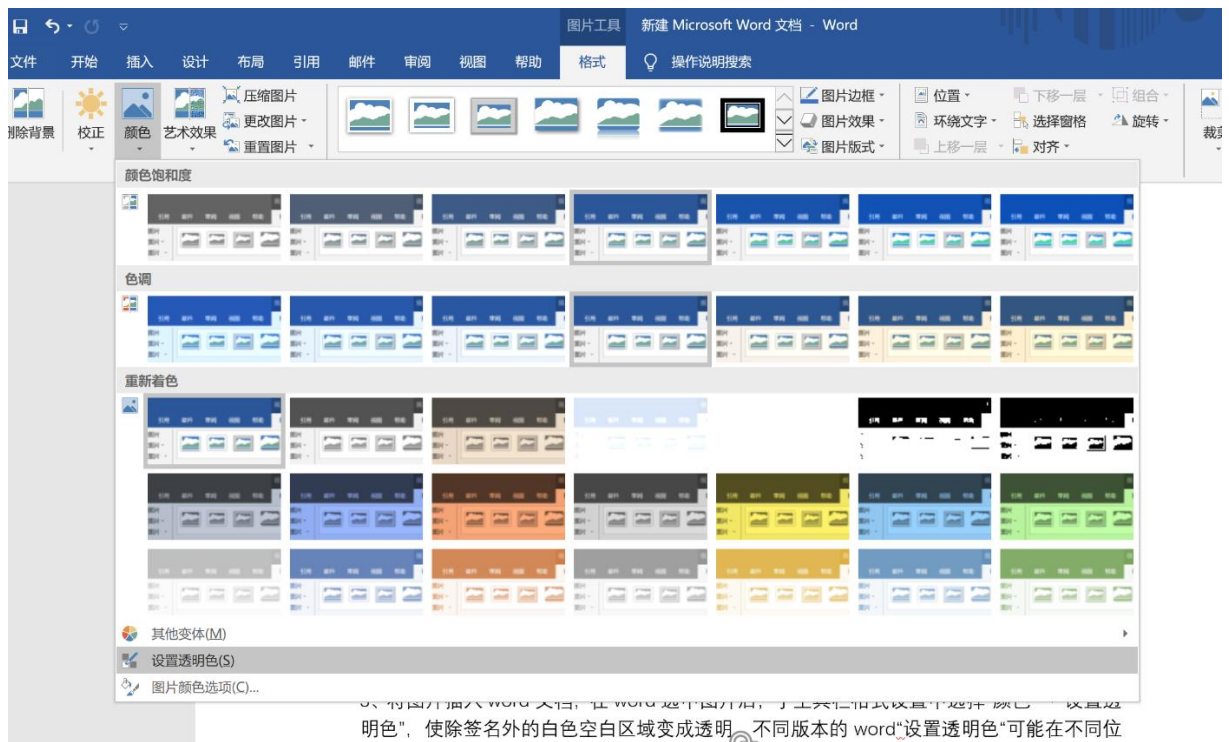 图片工具 新建 Microsoft Word 文档 - Word
文件 开始 插入 设计 布局 引用 邮件 审阅 视图 帮助 格式 操作说明搜索
删除背景 校正 颜色 艺术效果
压缩图片
更改图片
重置图片
图片边框
图片效果
图片版式
位置
环绕文字
上移一层
下移一层
选择窗格
对齐
组合
旋转
颜色饱和度
色调
重新着色
其他变体(M)
设置透明色(S)
图片颜色选项(C)...
明色”，使除签名外的白色空白区域变成透明。不同版本的 word“设置透明色“可能在不同位